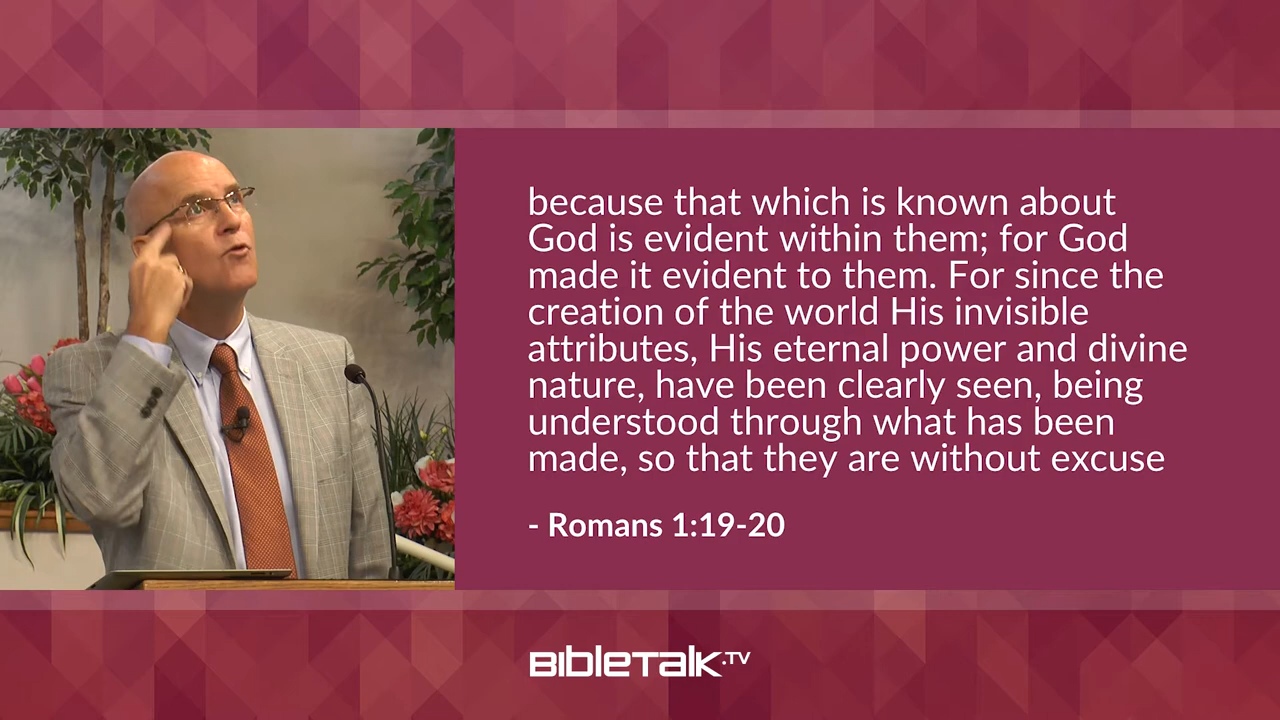 because that which is known about
God is evident within them; for God
made it evident to them. For since the
creation of the world His invisible
attributes, His eternal power and divine
nature, have been clearly seen, being
understood through what has been
made, so that they are without excuse
- Romans 1:19-20
BIBLETALK.TV